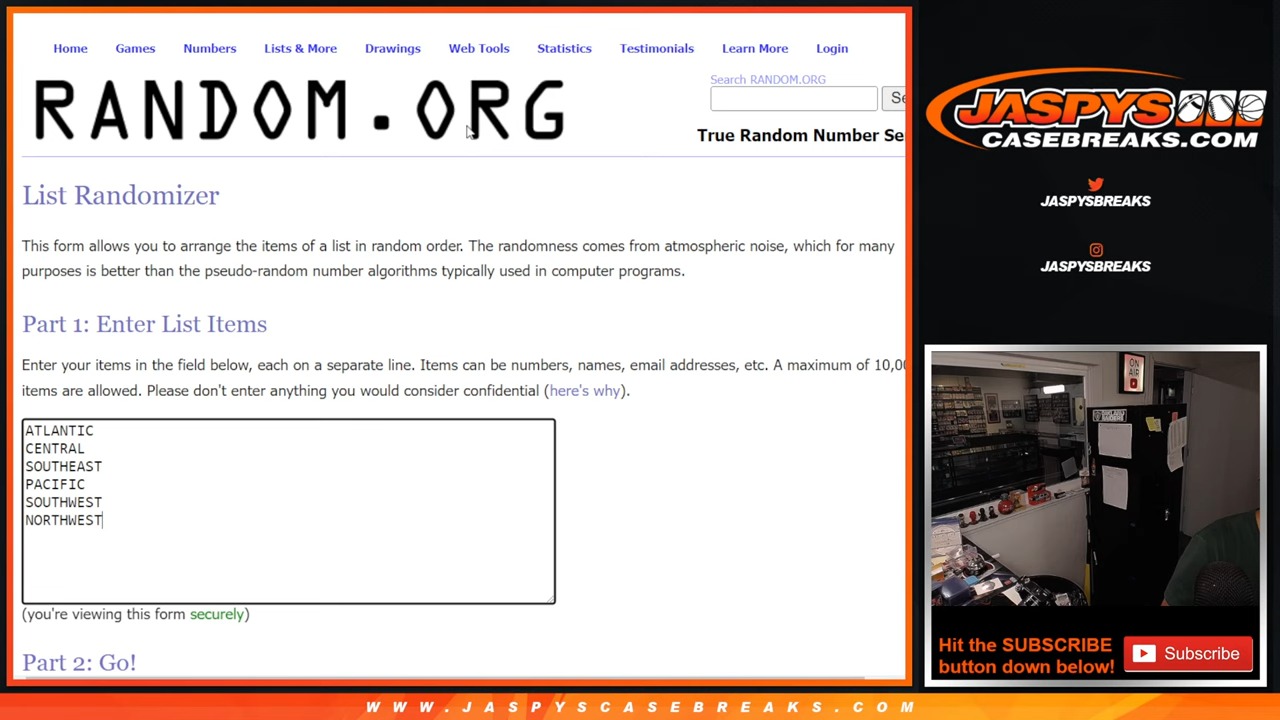 Home Games Numbers Lists & More Drawings Web Tools Statistics Testimonials Learn More Login
RANDOM.ORG
Search RANDOM.ORG
Se
True Random Number Se
List Randomizer
This form allows you to arrange the items of a list in random order. The randomness comes from atmospheric noise, which for many
purposes is better than the pseudo-random number algorithms typically used in computer programs.
Part 1: Enter List Items
Enter your items in the field below, each on a separate line. Items can be numbers, names, email addresses, etc. A maximum of 10,00
items are allowed. Please don't enter anything you would consider confidential (here's why).
ATLANTIC
CENTRAL
SOUTHEAST
PACIFIC
SOUTHWEST
NORTHWEST
(you're viewing this form securely)
Part 2: Go!
JASPYS
CASEBREAKS.COM
JASPYSBREAKS
JASPYSBREAKS
ON
AIR
Hit the SUBSCRIBE
button down below!
Subscribe
WWW.JASPYSCASEBREAKS.COM